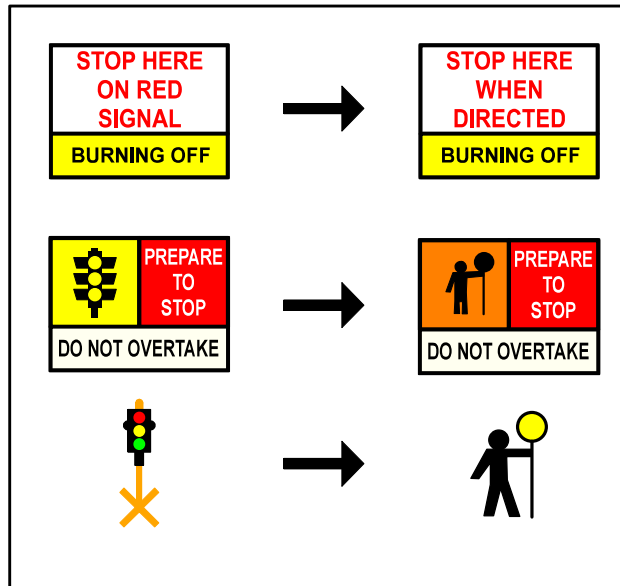 STOP HERE
ON RED
SIGNAL
BURNING OFF
STOP HERE
WHEN
DIRECTED
BURNING OFF
PREPARE
TO
STOP
DO NOT OVERTAKE
PREPARE
TO
STOP
DO NOT OVERTAKE